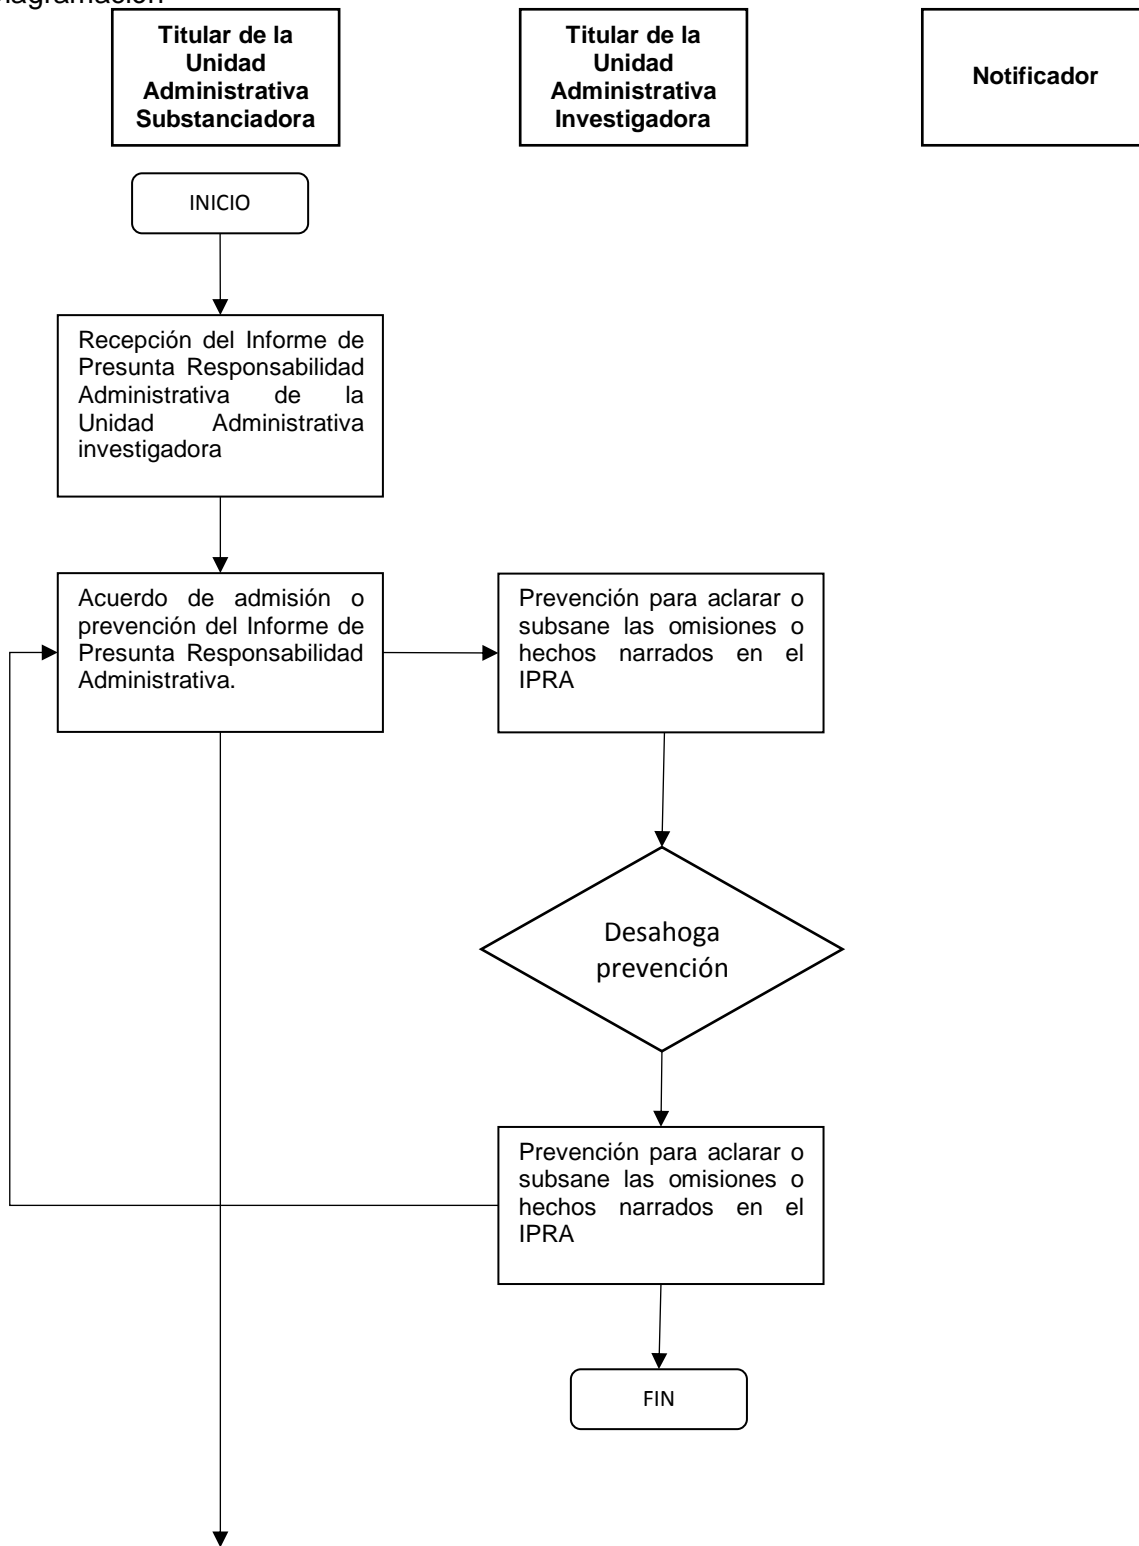 Diagramación
Titular de la
Unidad
Administrativa
Substanciadora
Titular de la
Unidad
Administrativa
Investigadora
Notificador
INICIO
Recepción del Informe de
Presunta Responsabilidad
Administrativa de la
Unidad Administrativa
investigadora
Acuerdo de admisión o
prevención del Informe de
Presunta Responsabilidad
Administrativa.
Prevención para aclarar o
subsane las omisiones o
hechos narrados en el
IPRA
Desahoga
prevención
Prevención para aclarar o
subsane las omisiones o
hechos narrados en el
IPRA
FIN